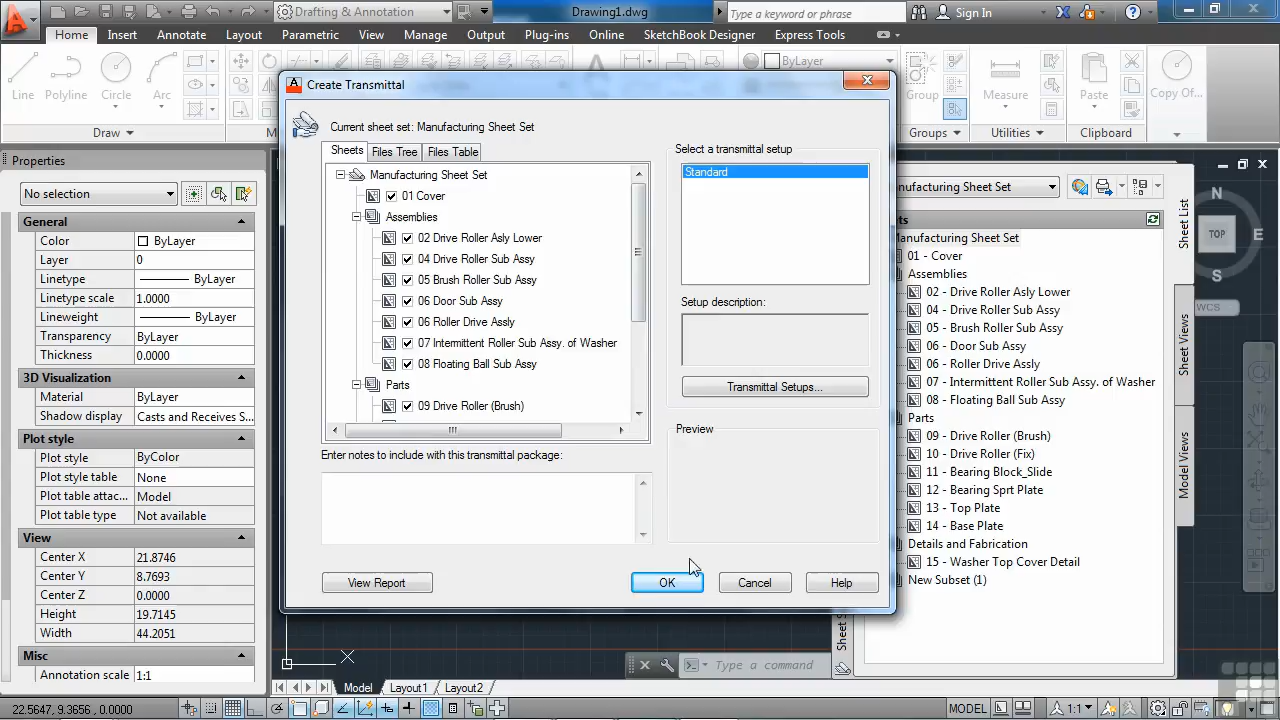 Drafting & Annotation
Drawing1.dwg
Type a keyword or phrase
Sign In
Home
Insert
Annotate
Layout
Parametric
View
Manage
Output
Plug-ins
Online
SketchBook Designer
Express Tools
Line
Polyline
Circle
Arc
Draw
ByLayer
Group
Groups
Measure
Utilities
Paste
Clipboard
Copy Of...
Properties
No selection
General
Color ByLayer
Layer 0
Linetype ByLayer
Linetype scale 1.0000
Lineweight ByLayer
Transparency ByLayer
Thickness 0.0000
3D Visualization
Material ByLayer
Shadow display Casts and Receives S...
Plot style
Plot style ByColor
Plot style table None
Plot table attac... Model
Plot table type Not available
View
Center X 21.8746
Center Y 8.7693
Center Z 0.0000
Height 19.7145
Width 44.2051
Misc
Annotation scale 1:1
Create Transmittal
Current sheet set: Manufacturing Sheet Set
Sheets
Files Tree
Files Table
Manufacturing Sheet Set
01 Cover
Assemblies
02 Drive Roller Asly Lower
04 Drive Roller Sub Assy
05 Brush Roller Sub Assy
06 Door Sub Assy
06 Roller Drive Assly
07 Intermittent Roller Sub Assy. of Washer
08 Floating Ball Sub Assy
Parts
09 Drive Roller (Brush)
Enter notes to include with this transmittal package:
View Report
Select a transmittal setup
Standard
Setup description:
Transmittal Setups...
Preview
OK
Cancel
Help
nufacturing Sheet Set
ts
Manufacturing Sheet Set
01 - Cover
Assemblies
02 - Drive Roller Asly Lower
04 - Drive Roller Sub Assy
05 - Brush Roller Sub Assy
06 - Door Sub Assy
06 - Roller Drive Assly
07 - Intermittent Roller Sub Assy. of Washer
08 - Floating Ball Sub Assy
Parts
09 - Drive Roller (Brush)
10 - Drive Roller (Fix)
11 - Bearing Block_Slide
12 - Bearing Sprt Plate
13 - Top Plate
14 - Base Plate
Details and Fabrication
15 - Washer Top Cover Detail
New Subset (1)
Sheet List
Sheet Views
Model Views
Sheet S
N
TOP
E
S
WCS
X
Type a command
Model
Layout1
Layout2
22.5647, 9.3656, 0.0000
MODEL
1:1